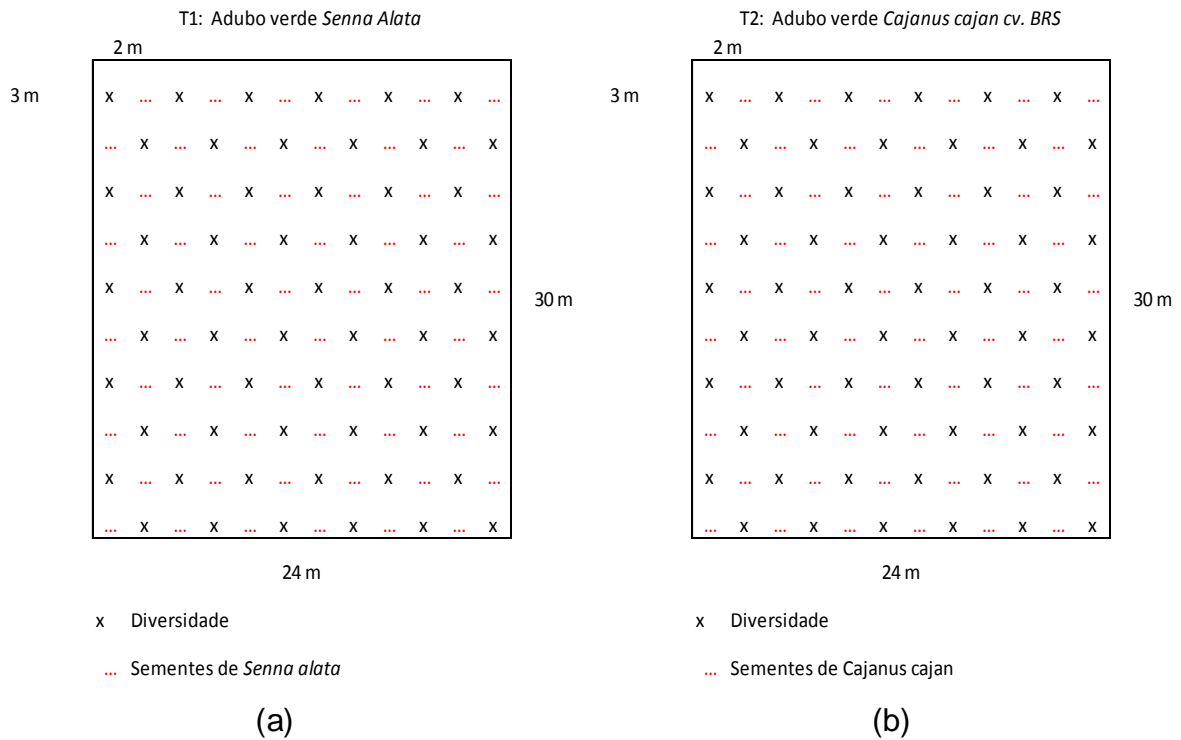 T1: Adubo verde Senna Alata
2 m
3 m
x ... x ... x ... x ... x ... x ...
... x ... x ... x ... x ... x ... x
x ... x ... x ... x ... x ... x ...
... x ... x ... x ... x ... x ... x
x ... x ... x ... x ... x ... x ...
30 m
... x ... x ... x ... x ... x ... x
x ... x ... x ... x ... x ... x ...
... x ... x ... x ... x ... x ... x
x ... x ... x ... x ... x ... x ...
... x ... x ... x ... x ... x ... x
24 m
x Diversidade
... Sementes de Senna alata
(a)
T2: Adubo verde Cajanus cajan cv. BRS
2 m
3 m
x ... x ... x ... x ... x ... x ...
... x ... x ... x ... x ... x ... x
x ... x ... x ... x ... x ... x ...
... x ... x ... x ... x ... x ... x
x ... x ... x ... x ... x ... x ...
30 m
... x ... x ... x ... x ... x ... x
x ... x ... x ... x ... x ... x ...
... x ... x ... x ... x ... x ... x
x ... x ... x ... x ... x ... x ...
... x ... x ... x ... x ... x ... x
24 m
x Diversidade
... Sementes de Cajanus cajan
(b)